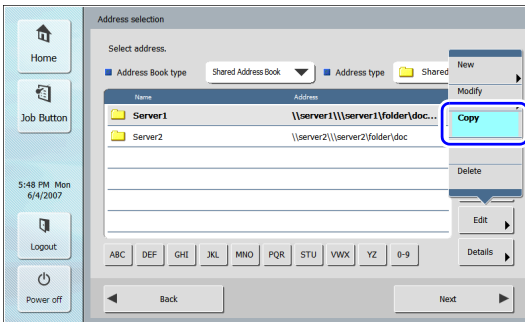 Address selection
Home
Job Button
5:48 PM Mon
6/4/2007
Logout
Power off
Select address.
Address Book type
Shared Address Book
Address type
Shared
Name
Address
Server1
\\server1\\\server1\folder\doc...
Server2
\\server2\\\server2\folder\doc
New
Modify
Copy
Delete
Edit
Details
ABC
DEF
GHI
JKL
MNO
PQR
STU
VWX
YZ
0-9
Back
Next